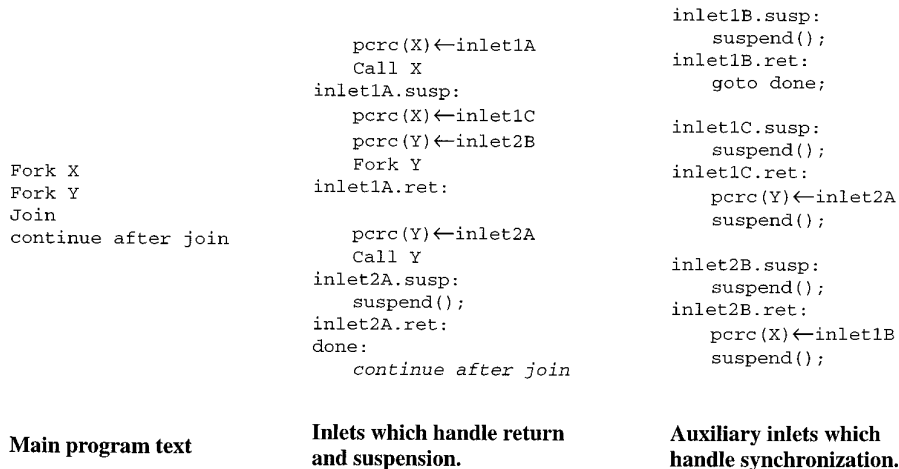 Fork X
Fork Y
Join
continue after join
Main program text
pcrc(X)←inlet1A
Call X
inlet1A.susp:
pcrc(X)←inlet1C
pcrc(Y)←inlet2B
Fork Y
inlet1A.ret:
pcrc(Y)←inlet2A
Call Y
inlet2A.susp:
suspend();
inlet2A.ret:
done:
continue after join
Inlets which handle return
and suspension.
inlet1B.susp:
suspend();
inlet1B.ret:
goto done;
inlet1C.susp:
suspend();
inlet1C.ret:
pcrc(Y)←inlet2A
suspend();
inlet2B.susp:
suspend();
inlet2B.ret:
pcrc(X)←inlet1B
suspend();
Auxiliary inlets which
handle synchronization.